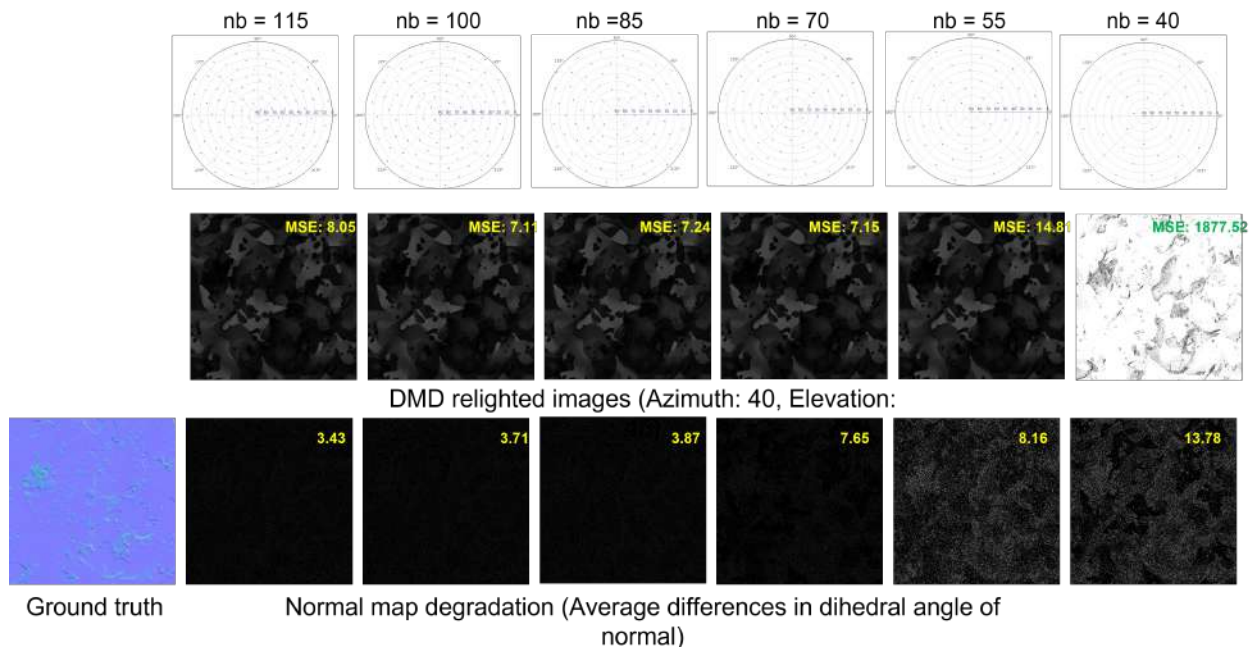 nb = 115 nb = 100 nb =85 nb = 70 nb = 55 nb = 40
MSE: 8.05 MSE: 7.11 MSE: 7.24 MSE: 7.15 MSE: 14.81 MSE: 1877.52
DMD relighted images (Azimuth: 40, Elevation:
3.43 3.71 3.87 7.65 8.16 13.78
Ground truth Normal map degradation (Average differences in dihedral angle of
normal)